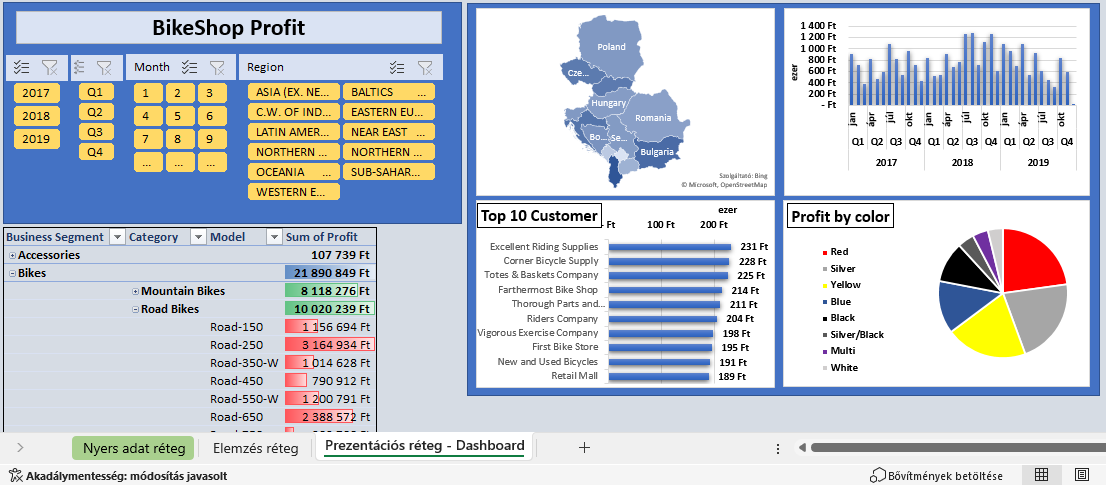 BikeShop Profit
Month
Region
2017
2018
2019
Q1
Q2
Q3
Q4
1 2 3
4 5 6
7 8 9
... ...
ASIA (EX. NE... BALTICS ...
C.W. OF IND... EASTERN EU...
LATIN AMER... NEAR EAST ...
NORTHERN ... NORTHERN ...
OCEANIA ... SUB-SAHAR...
WESTERN E...
Poland
Cze...
Hungary
Romania
Bo...
Se...
Bulgaria
Szolgáltató: Bing
© Microsoft, OpenStreetMap
ezer
1 400 Ft
1 200 Ft
1 000 Ft
800 Ft
600 Ft
400 Ft
200 Ft
- Ft
jan ápr júl okt jan ápr júl okt jan ápr júl okt
Q1 Q2 Q3 Q4 Q1 Q2 Q3 Q4 Q1 Q2 Q3 Q4
2017 2018 2019
Business Segment Category Model Sum of Profit
Accessories 107 739 Ft
Bikes 21 890 849 Ft
Mountain Bikes 8 118 276 Ft
Road Bikes 10 020 239 Ft
Road-150 1 156 694 Ft
Road-250 3 164 934 Ft
Road-350-W 1 014 628 Ft
Road-450 790 912 Ft
Road-550-W 1 200 791 Ft
Road-650 2 388 572 Ft
Top 10 Customer
ezer
- Ft 100 Ft 200 Ft
Excellent Riding Supplies 231 Ft
Corner Bicycle Supply 228 Ft
Totes & Baskets Company 225 Ft
Farthermost Bike Shop 214 Ft
Thorough Parts and... 211 Ft
Riders Company 204 Ft
Vigorous Exercise Company 198 Ft
First Bike Store 195 Ft
New and Used Bicycles 191 Ft
Retail Mall 189 Ft
Profit by color
Red
Silver
Yellow
Blue
Black
Silver/Black
Multi
White
Nyers adat réteg Elemzés réteg Prezentációs réteg - Dashboard
Akadálymentesség: módosítás javasolt
Bővítmények betöltése